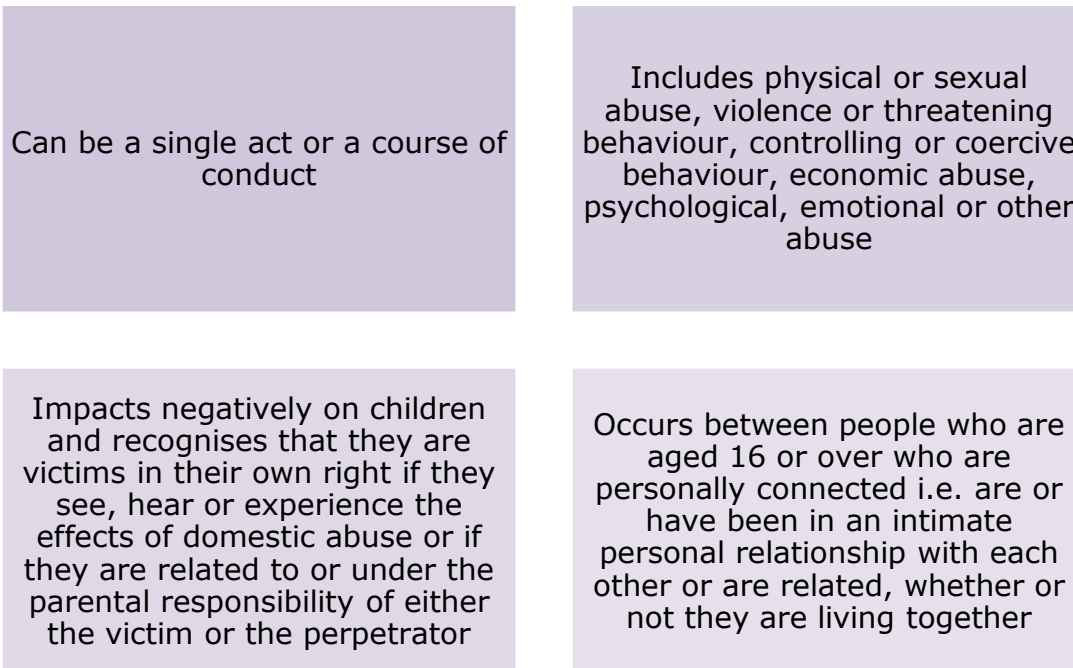 Can be a single act or a course of
conduct
Includes physical or sexual
abuse, violence or threatening
behaviour, controlling or coercive
behaviour, economic abuse,
psychological, emotional or other
abuse
Impacts negatively on children
and recognises that they are
victims in their own right if they
see, hear or experience the
effects of domestic abuse or if
they are related to or under the
parental responsibility of either
the victim or the perpetrator
Occurs between people who are
aged 16 or over who are
personally connected i.e. are or
have been in an intimate
personal relationship with each
other or are related, whether or
not they are living together